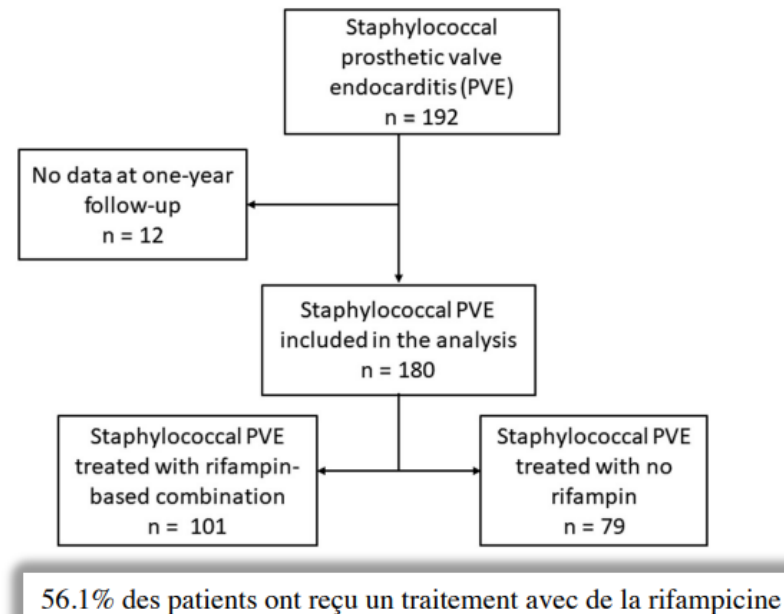 Staphylococcal
prosthetic valve
endocarditis (PVE)
n = 192
No data at one-year
follow-up
n = 12
Staphylococcal PVE
included in the analysis
n = 180
Staphylococcal PVE
treated with rifampin-
based combination
n = 101
Staphylococcal PVE
treated with no
rifampin
n = 79
56.1% des patients ont reçu un traitement avec de la rifampicine